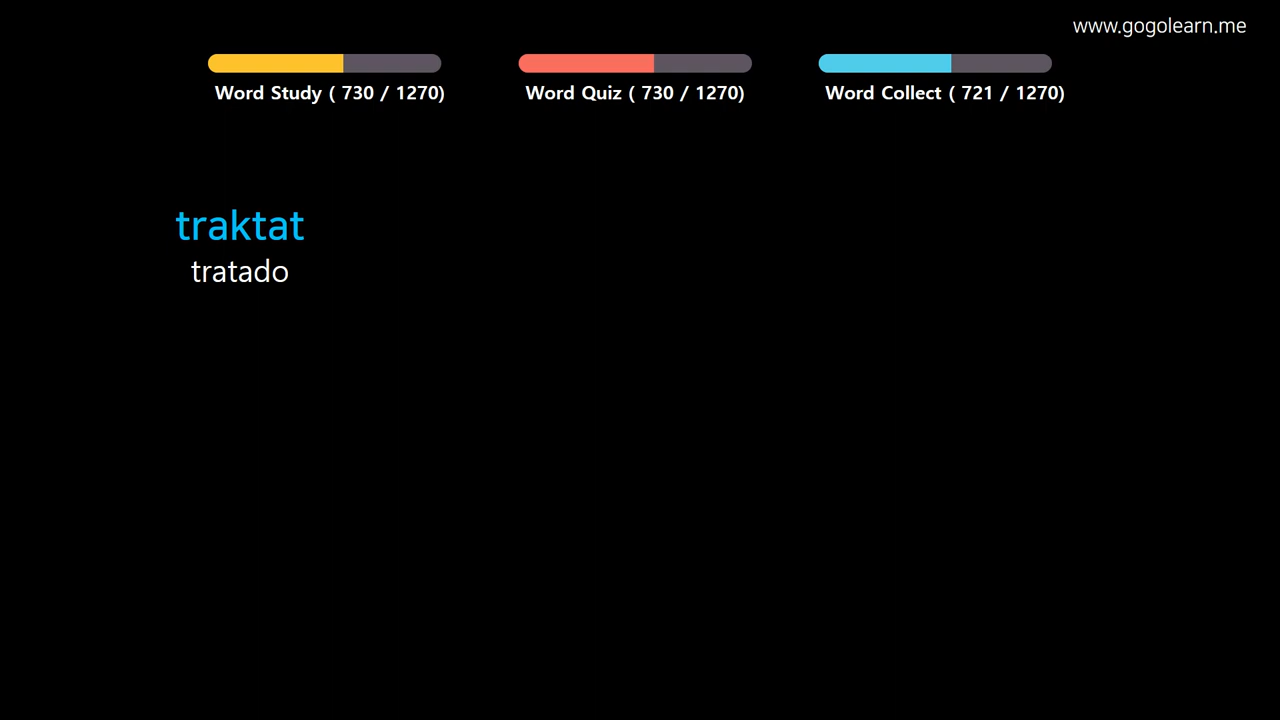 www.gogolearn.me
Word Study ( 730 / 1270)
Word Quiz ( 730 / 1270)
Word Collect ( 721 / 1270)
traktat
tratado